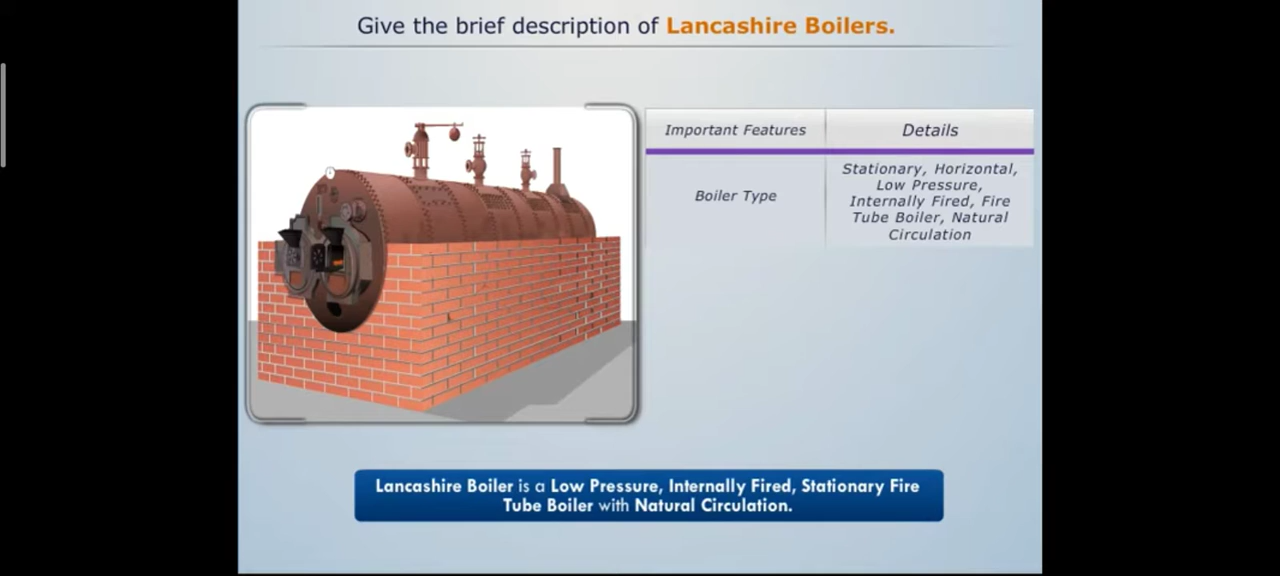 Give the brief description of Lancashire Boilers.
Important Features
Details
Boiler Type
Stationary, Horizontal,
Low Pressure,
Internally Fired, Fire
Tube Boiler, Natural
Circulation
Lancashire Boiler is a Low Pressure, Internally Fired, Stationary Fire
Tube Boiler with Natural Circulation.